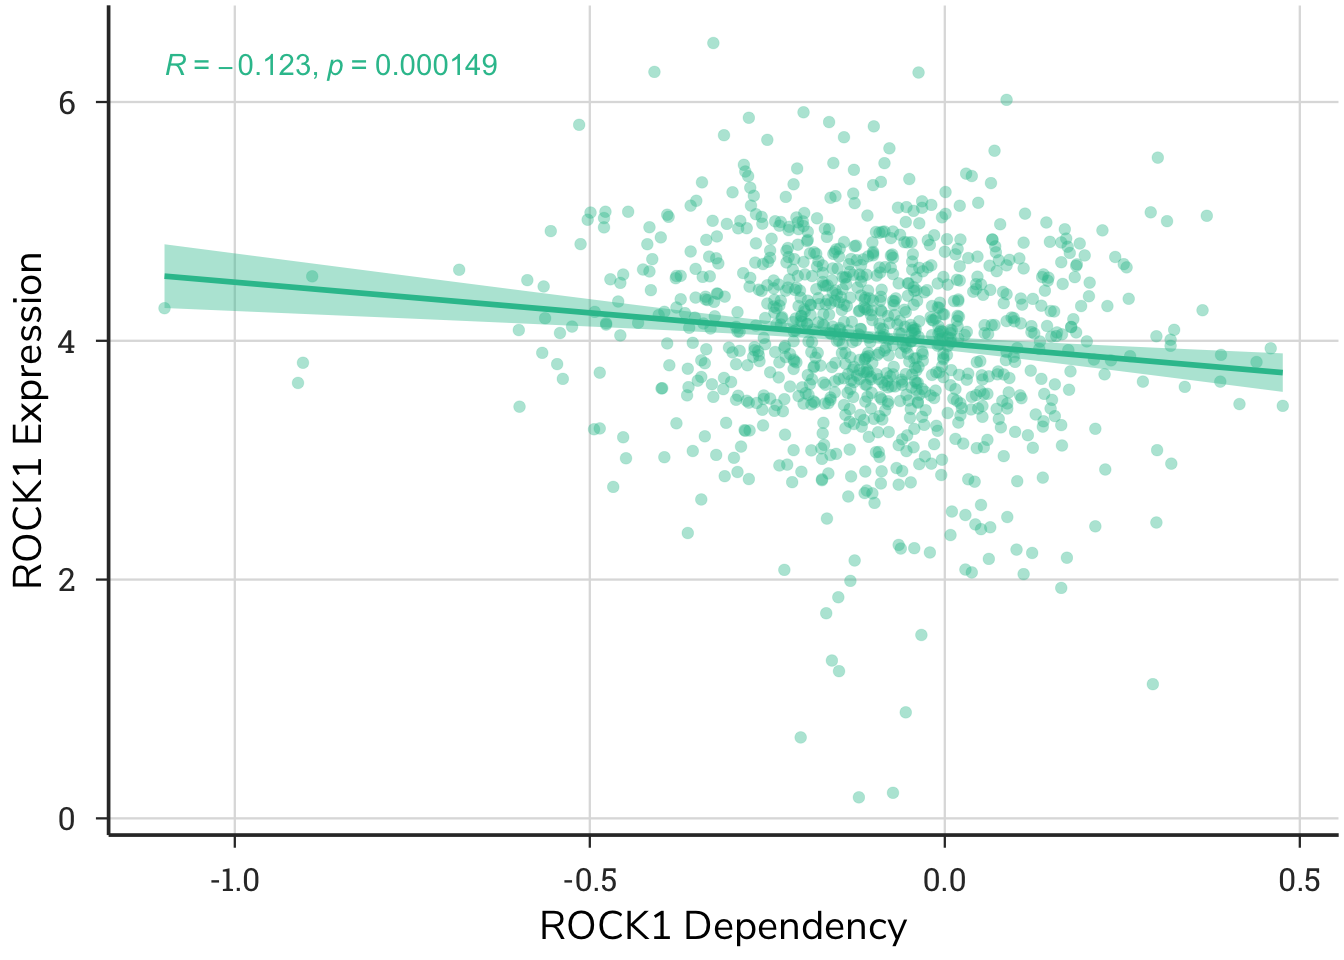 R = −0.123, p = 0.000149
6
4
2
0
ROCK1 Expression
-1.0
-0.5
0.0
0.5
ROCK1 Dependency